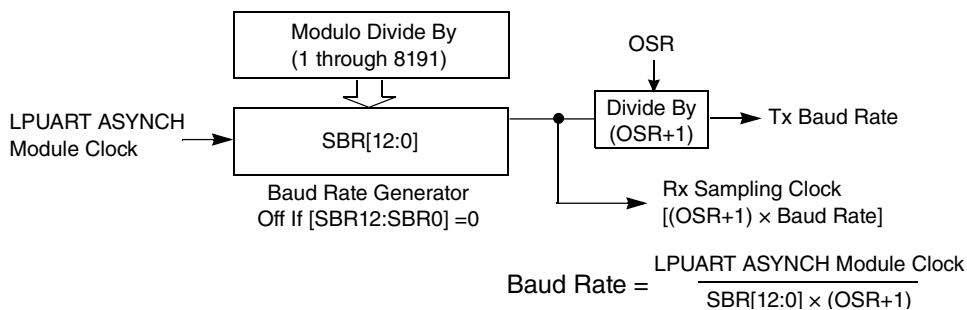 Modulo Divide By
(1 through 8191)
OSR
LPUART ASYNCH
Module Clock
SBR[12:0]
Divide By
(OSR+1)
Tx Baud Rate
Baud Rate Generator
Off If [SBR12:SBR0] =0
Rx Sampling Clock
[(OSR+1) × Baud Rate]
Baud Rate =
LPUART ASYNCH Module Clock
SBR[12:0] × (OSR+1)